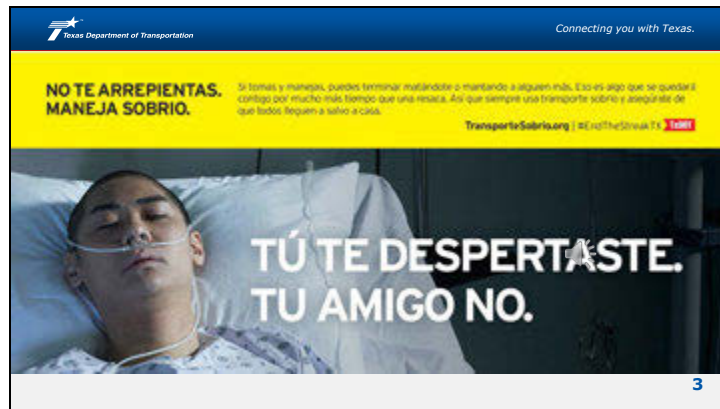 Texas Department of Transportation
Connecting you with Texas.
NO TE ARREPIENTAS.
MANEJA SOBRIO.
Si tomas y manejas, puedes terminar matándote o mantando a alguien más. Eso es algo que se quedará
contigo por mucho más tiempo que una resaca. Así que siempre usa transporte sobrio y asegúrate de
que todos lleguen a salvo a casa.
TransporteSobrio.org | #EndTheStreakTX TxDOT
TÚ TE DESPERTASTE.
TU AMIGO NO.
3